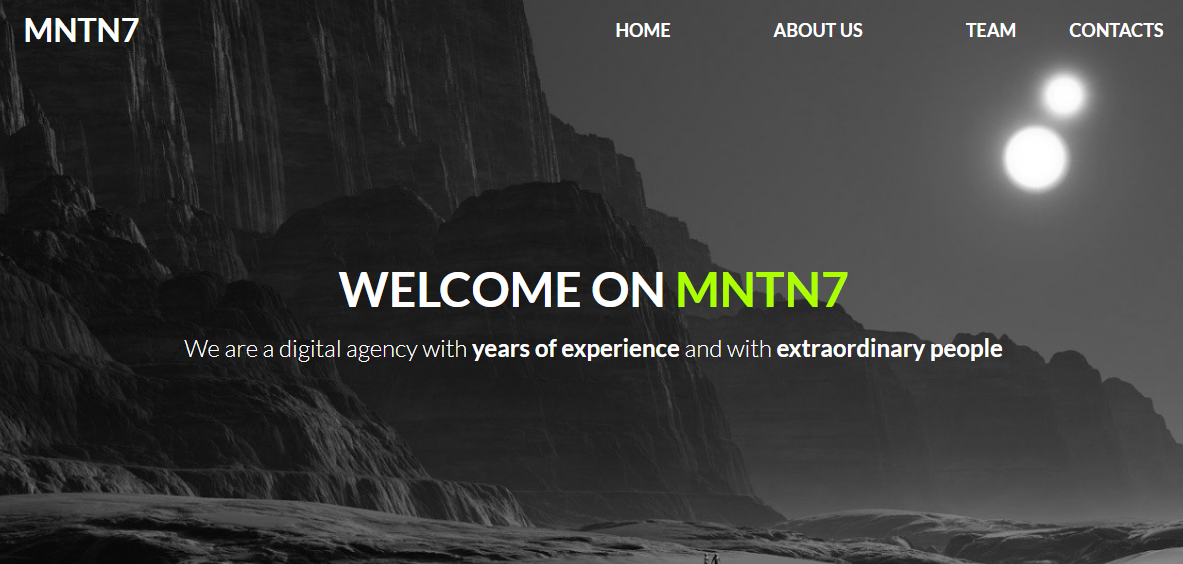 MNTN7
HOME ABOUT US TEAM CONTACTS
WELCOME ON MNTN7
We are a digital agency with years of experience and with extraordinary people